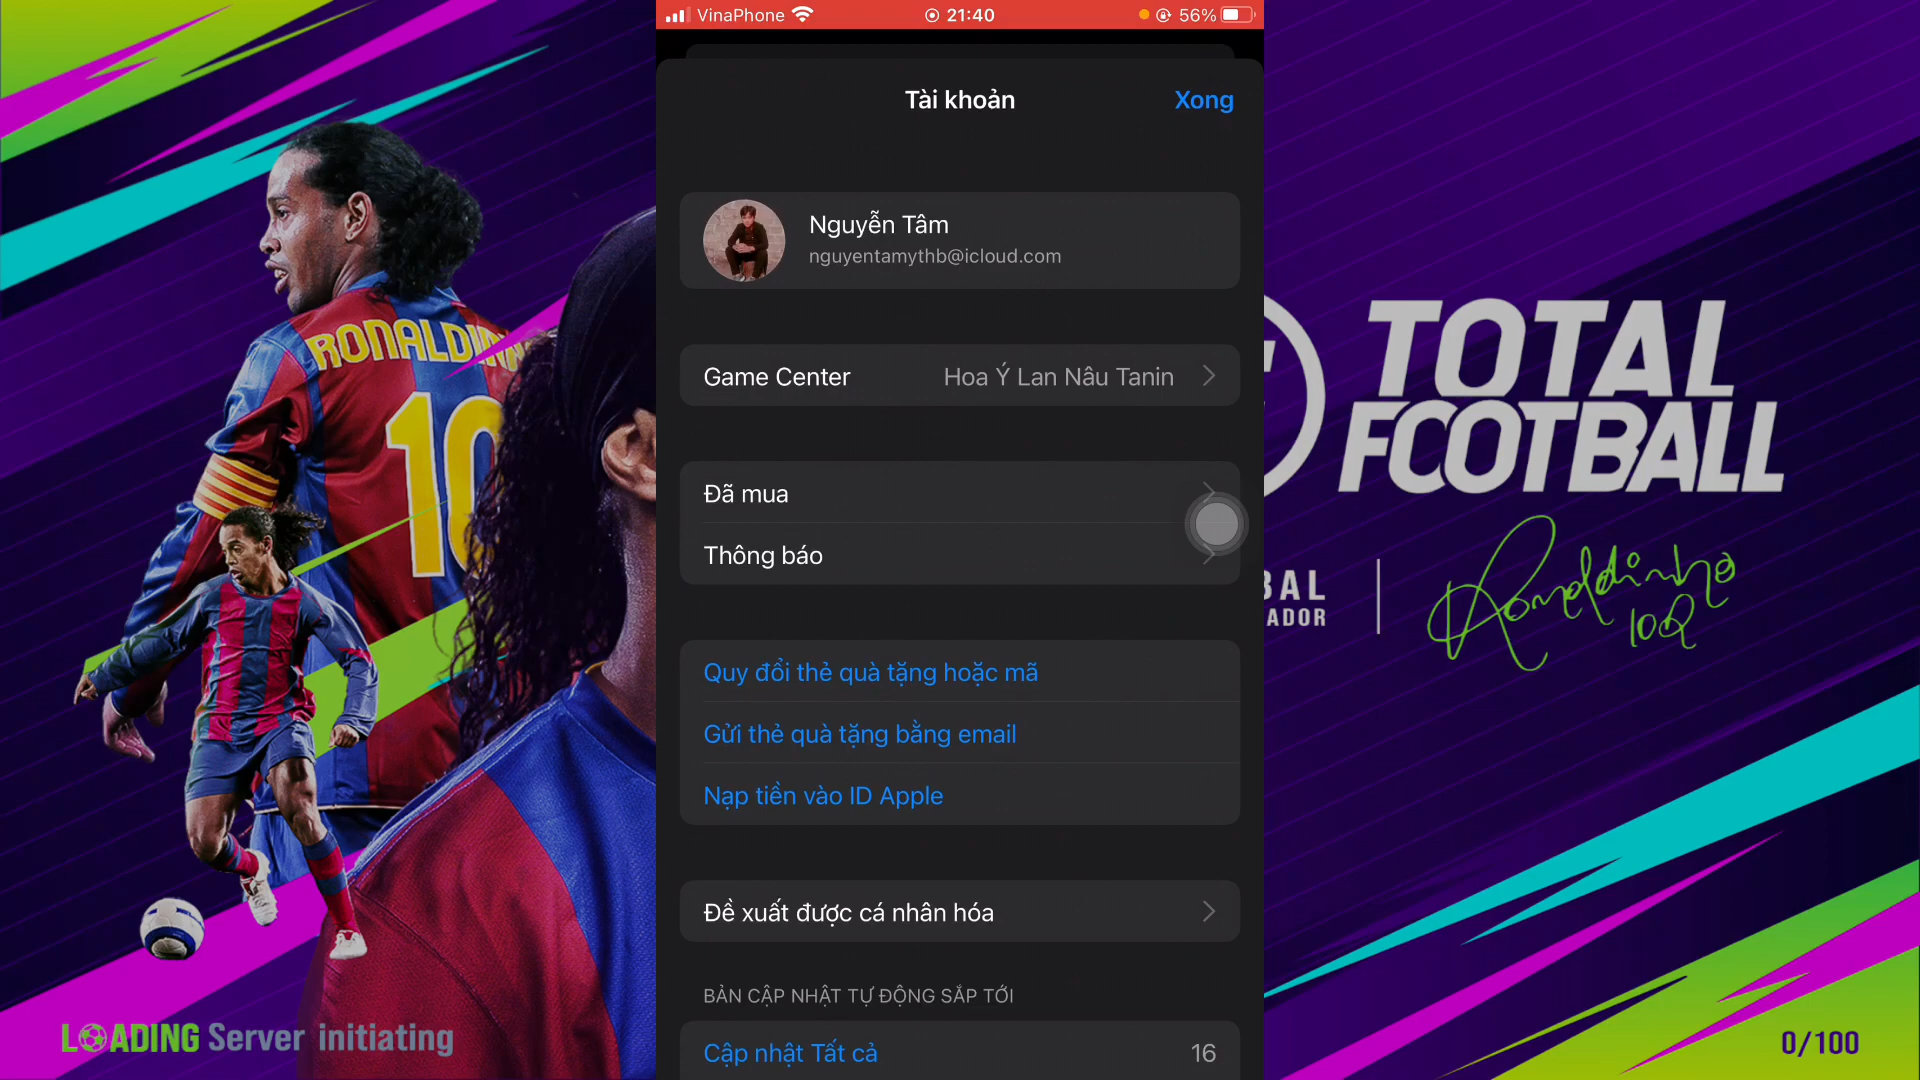 VinaPhone 21:40 56%
Tài khoản Xong
Nguyễn Tâm
nguyentamythb@icloud.com
Game Center Hoa Ý Lan Nâu Tanin
Đã mua
Thông báo
Quy đổi thẻ quà tặng hoặc mã
Gửi thẻ quà tặng bằng email
Nạp tiền vào ID Apple
Đề xuất được cá nhân hóa
BẢN CẬP NHẬT TỰ ĐỘNG SẮP TỚI
Cập nhật Tất cả 16
RONALDIN
10
TOTAL
FOOTBALL
BAL
ADOR
Ronaldinho
10R
LOADING Server initiating
0/100